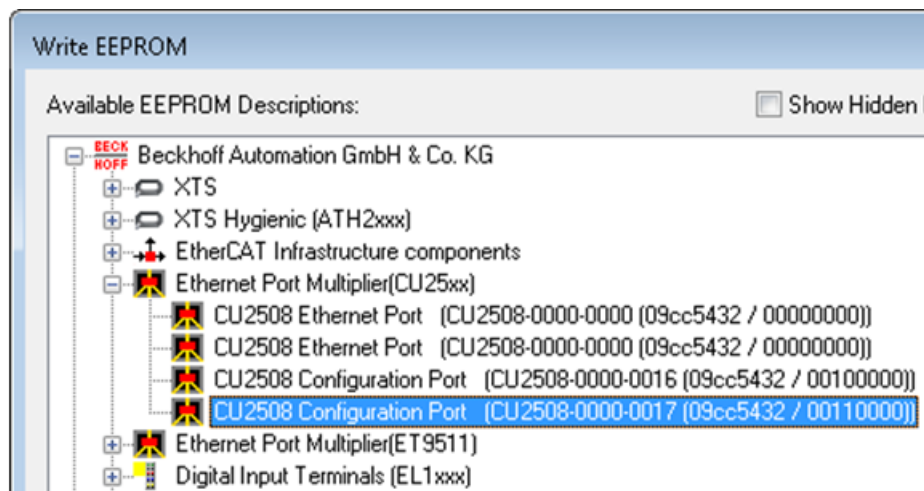 Write EEPROM
Available EEPROM Descriptions:
Show Hidden
BECK
HOFF
Beckhoff Automation GmbH & Co. KG
XTS
XTS Hygienic (ATH2xxx)
EtherCAT Infrastructure components
Ethernet Port Multiplier(CU25xx)
CU2508 Ethernet Port (CU2508-0000-0000 (09cc5432 / 00000000))
CU2508 Ethernet Port (CU2508-0000-0000 (09cc5432 / 00000000))
CU2508 Configuration Port (CU2508-0000-0016 (09cc5432 / 00100000))
CU2508 Configuration Port (CU2508-0000-0017 (09cc5432 / 00110000))
Ethernet Port Multiplier(ET9511)
Digital Input Terminals (EL1xxx)